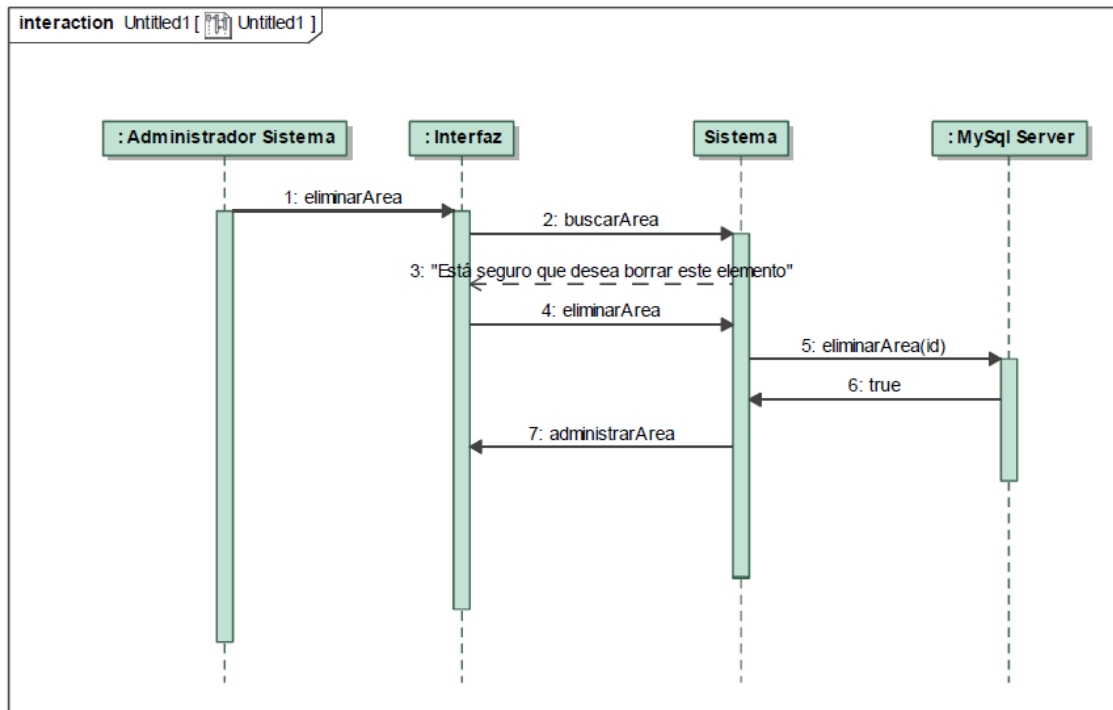 interaction Untitled1 [ Untitled1 ]
: Administrador Sistema
: Interfaz
Sistema
: MySql Server
1: eliminarArea
2: buscarArea
3: "Está seguro que desea borrar este elemento"
4: eliminarArea
5: eliminarArea(id)
6: true
7: administrarArea